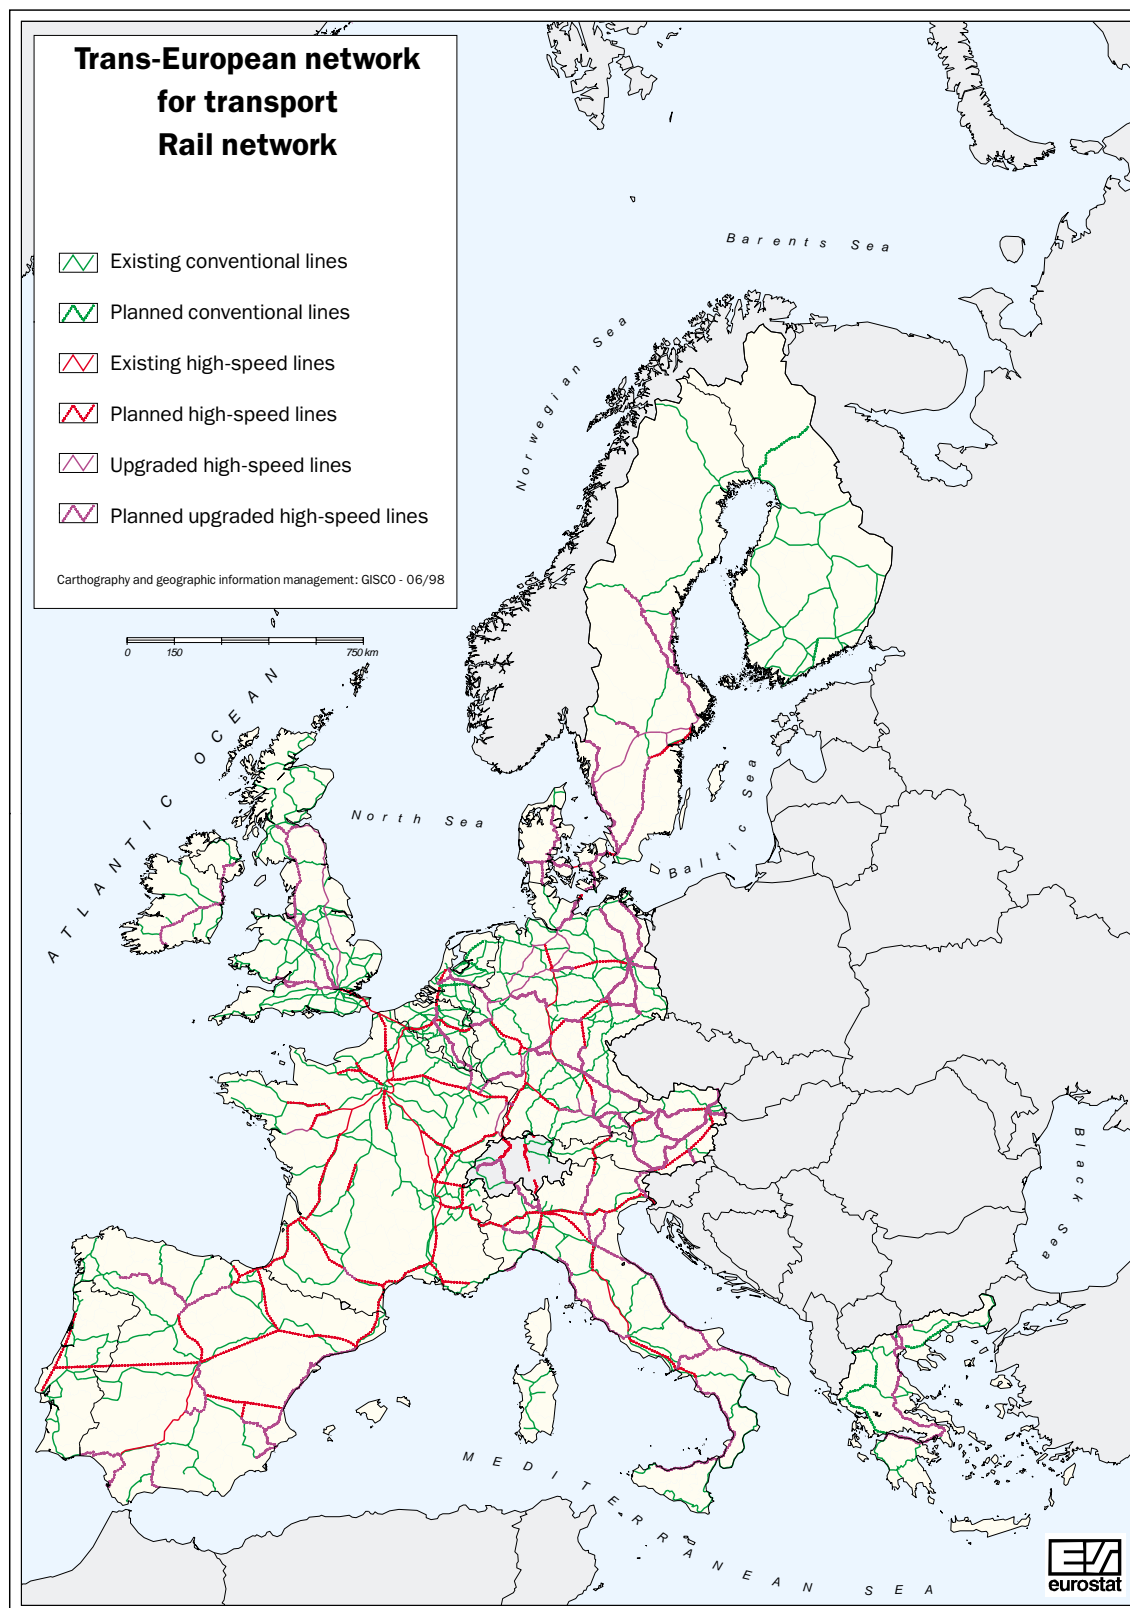 Trans-European network
for transport
Rail network
Existing conventional lines
Planned conventional lines
Existing high-speed lines
Planned high-speed lines
Upgraded high-speed lines
Planned upgraded high-speed lines
Carthography and geographic information management: GISCO - 06/98
0 150 750 km
Barents Sea
Norwegian Sea
ATLANTIC OCEAN
North Sea
Baltic Sea
Black Sea
MEDITERRANEAN SEA
eurostat